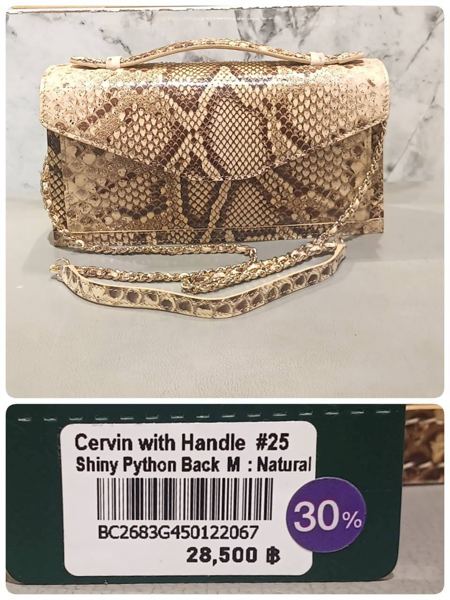 Cervin with Handle #25
Shiny Python Back M : Natural
BC2683G450122067
30%
28,500 ฿